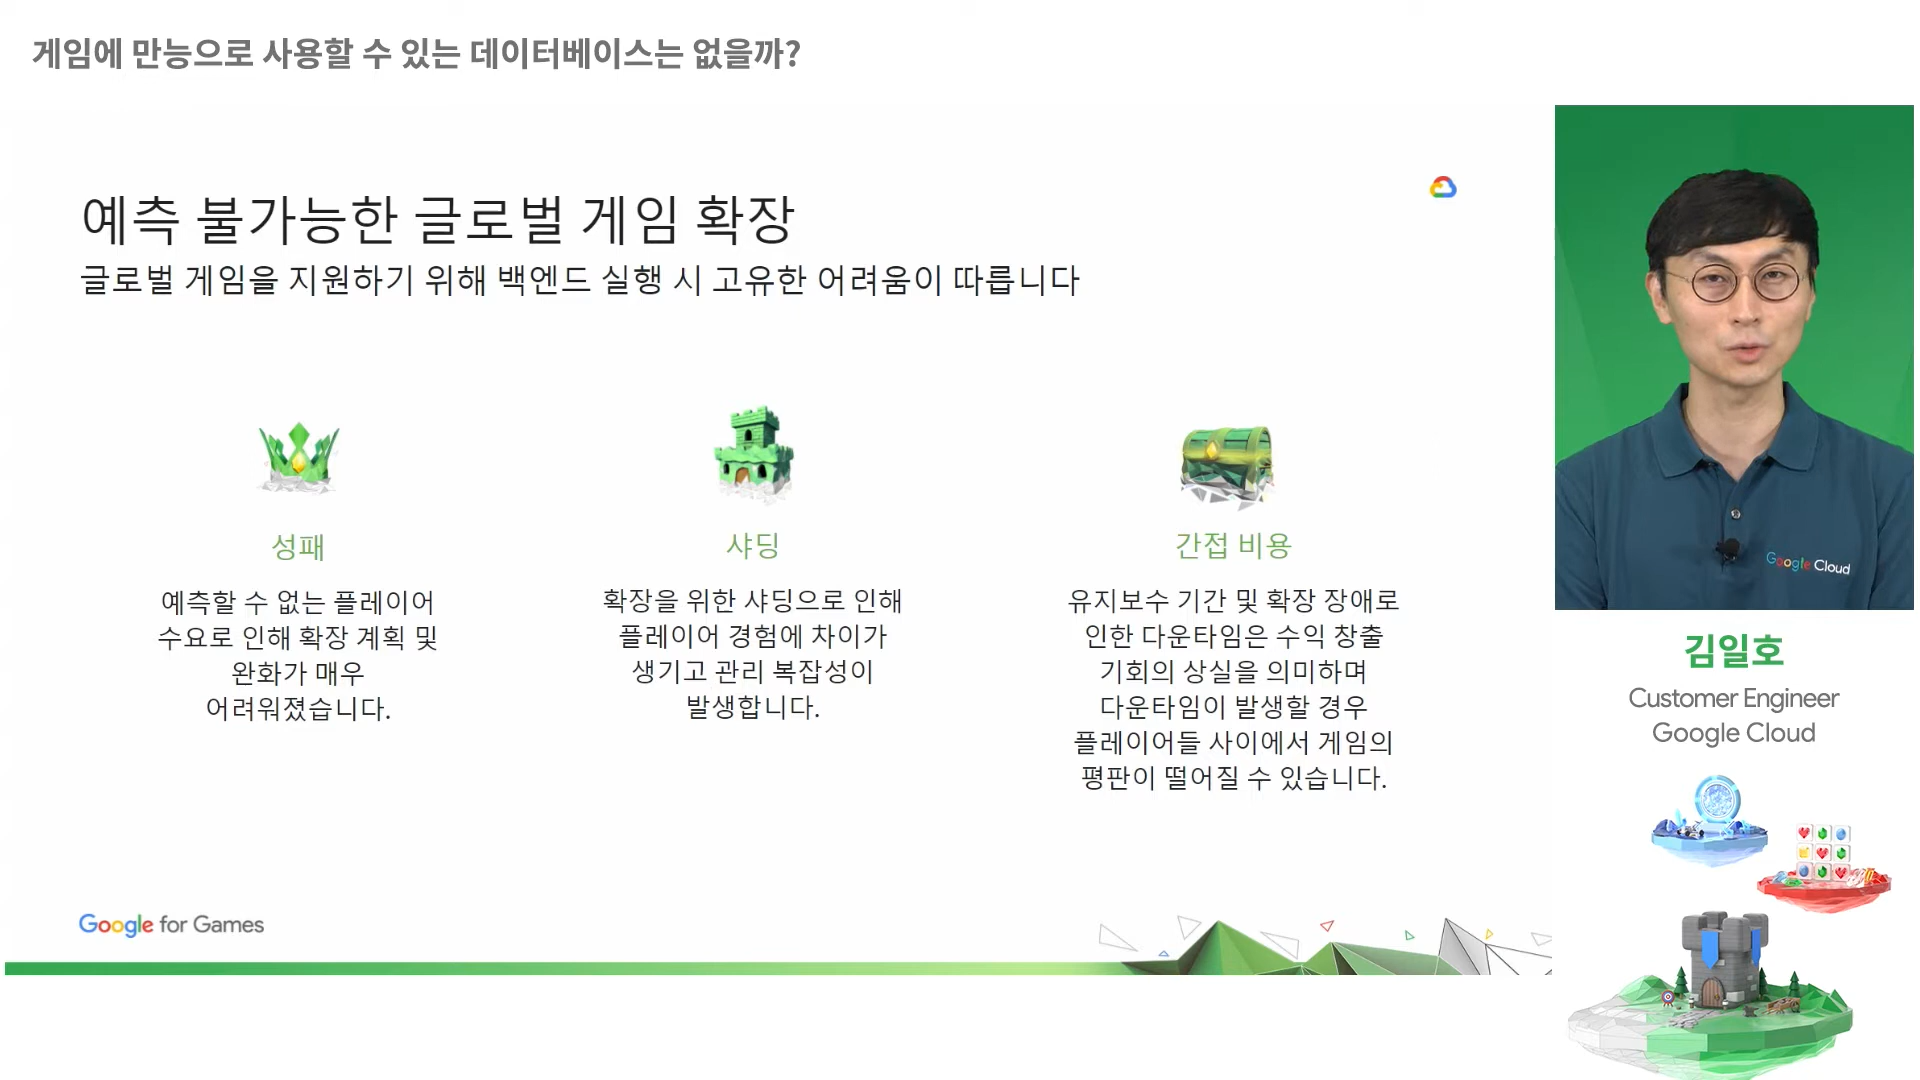 게임에 만능으로 사용할 수 있는 데이터베이스는 없을까?
예측 불가능한 글로벌 게임 확장
글로벌 게임을 지원하기 위해 백엔드 실행 시 고유한 어려움이 따릅니다
성패
예측할 수 없는 플레이어
수요로 인해 확장 계획 및
완화가 매우
어려워졌습니다.
샤딩
확장을 위한 샤딩으로 인해
플레이어 경험에 차이가
생기고 관리 복잡성이
발생합니다.
간접 비용
유지보수 기간 및 확장 장애로
인한 다운타임은 수익 창출
기회의 상실을 의미하며
다운타임이 발생할 경우
플레이어들 사이에서 게임의
평판이 떨어질 수 있습니다.
Google for Games
Google Cloud
김일호
Customer Engineer
Google Cloud